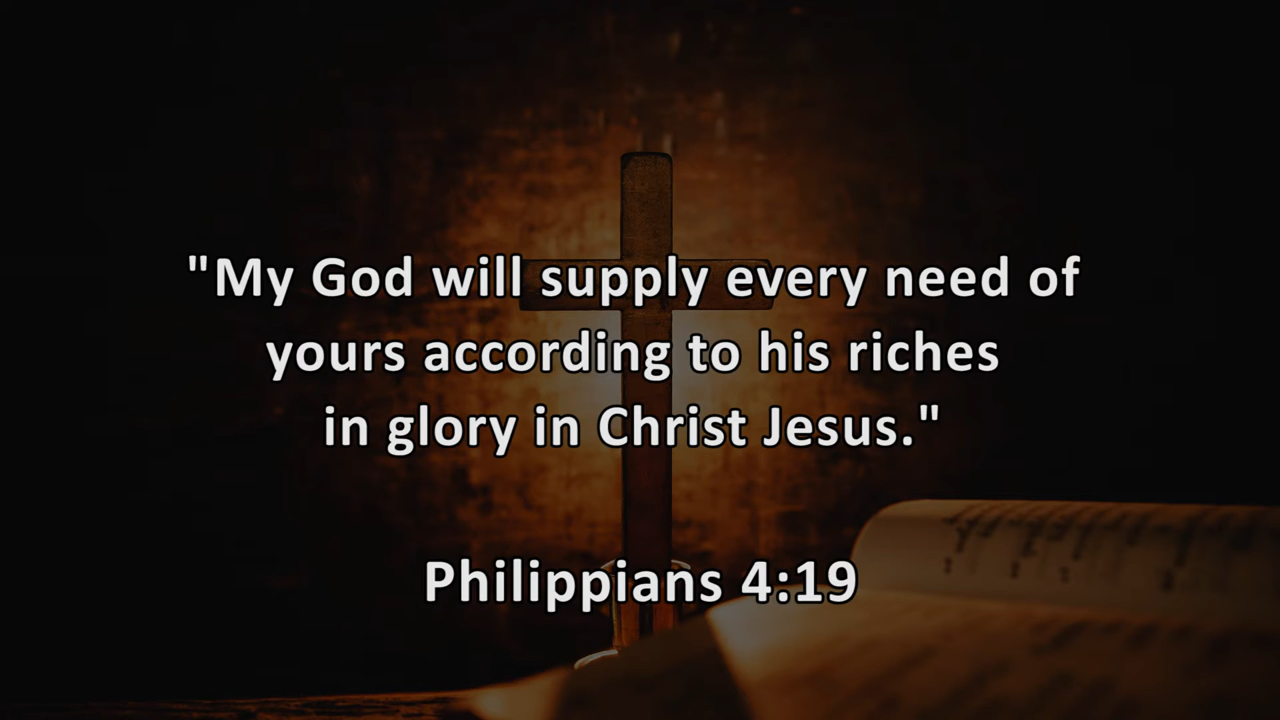 "My God will supply every need of
yours according to his riches
in glory in Christ Jesus."
Philippians 4:19